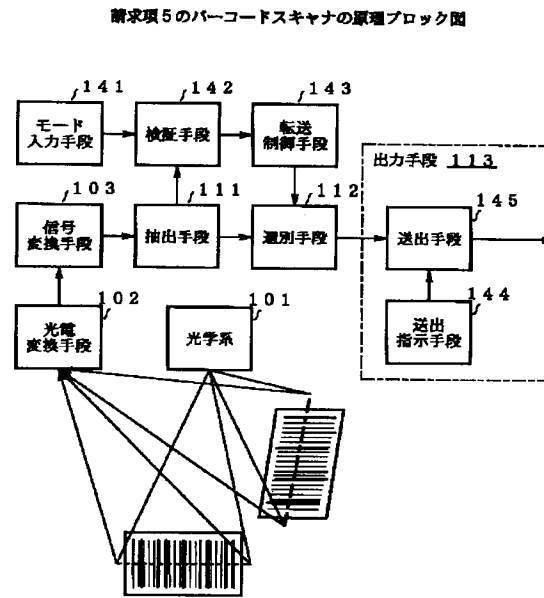 請求項5のバーコードスキャナの原理ブロック図
141
142
143
モード
入力手段
検証手段
転送
制御手段
出力手段 113
103
111
112
145
信号
変換手段
抽出手段
選別手段
送出手段
102
101
144
光電
変換手段
光学系
送出
指示手段